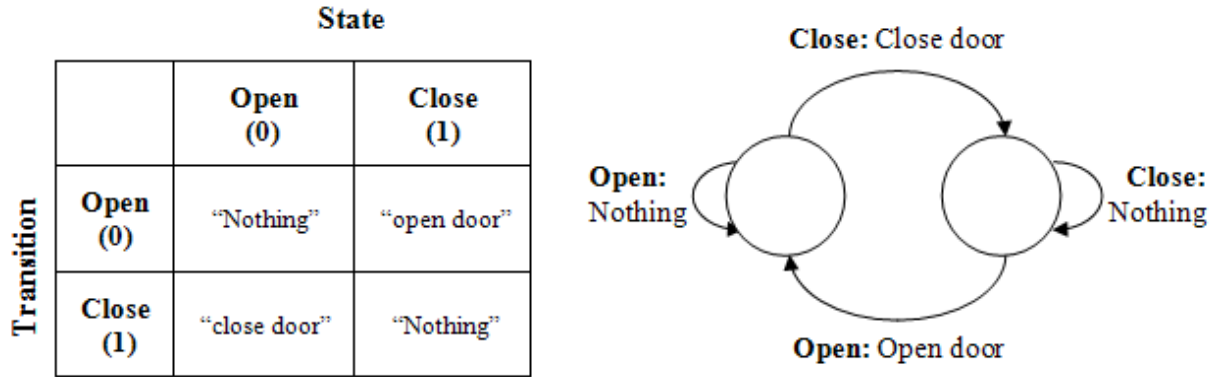 State
Open Close
(0) (1)
Transition
Open
(0)
“Nothing” “open door”
Close
(1)
“close door” “Nothing”
Close: Close door
Open:
Nothing
Close:
Nothing
Open: Open door